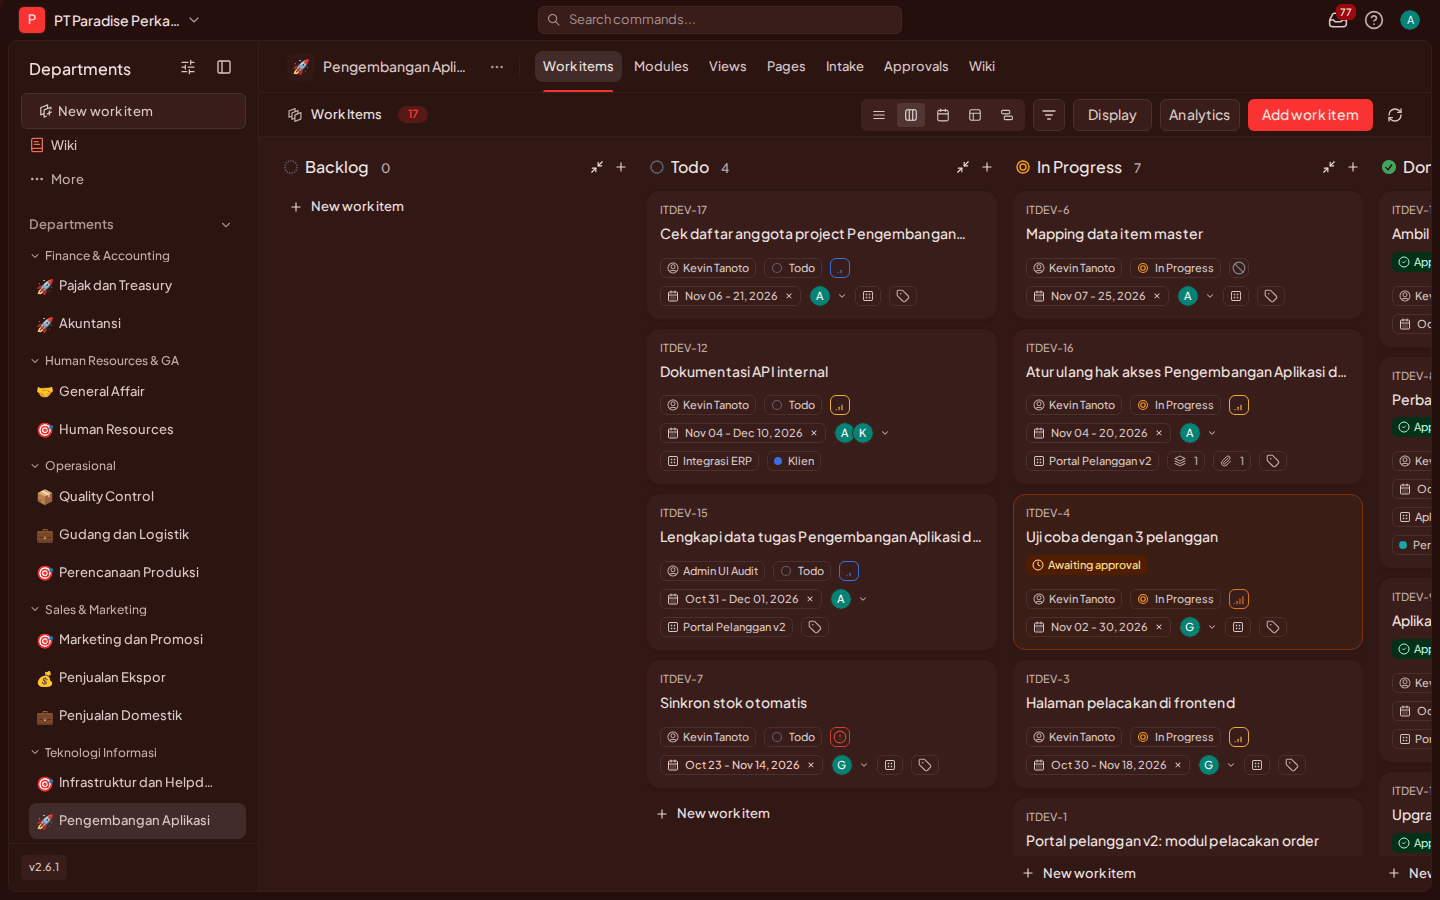 P PT Paradise Perka...
Search commands...
77
A
Departments
New work item
Wiki
More
Departments
Finance & Accounting
Pajak dan Treasury
Akuntansi
Human Resources & GA
General Affair
Human Resources
Operasional
Quality Control
Gudang dan Logistik
Perencanaan Produksi
Sales & Marketing
Marketing dan Promosi
Penjualan Ekspor
Penjualan Domestik
Teknologi Informasi
Infrastruktur dan Helpd...
Pengembangan Aplikasi
v2.6.1
Pengembangan Apli...
Work items Modules Views Pages Intake Approvals Wiki
Work Items 17
Display Analytics Add work item
Backlog 0
New work item
Todo 4
ITDEV-17
Cek daftar anggota project Pengembangan...
Kevin Tanoto Todo
Nov 06 - 21, 2026 A
ITDEV-12
Dokumentasi API internal
Kevin Tanoto Todo
Nov 04 - Dec 10, 2026 A K
Integrasi ERP Klien
ITDEV-15
Lengkapi data tugas Pengembangan Aplikasi d...
Admin UI Audit Todo
Oct 31 - Dec 01, 2026 A
Portal Pelanggan v2
ITDEV-7
Sinkron stok otomatis
Kevin Tanoto Todo
Oct 23 - Nov 14, 2026 G
New work item
In Progress 7
ITDEV-6
Mapping data item master
Kevin Tanoto In Progress
Nov 07 - 25, 2026 A
ITDEV-16
Atur ulang hak akses Pengembangan Aplikasi d...
Kevin Tanoto In Progress
Nov 04 - 20, 2026 A
Portal Pelanggan v2 1 1
ITDEV-4
Uji coba dengan 3 pelanggan
Awaiting approval
Kevin Tanoto In Progress
Nov 02 - 30, 2026 G
ITDEV-3
Halaman pelacakan di frontend
Kevin Tanoto In Progress
Oct 30 - Nov 18, 2026 G
ITDEV-1
Portal pelanggan v2: modul pelacakan order
New work item
Ambil
Perba
Aplika
Upgra